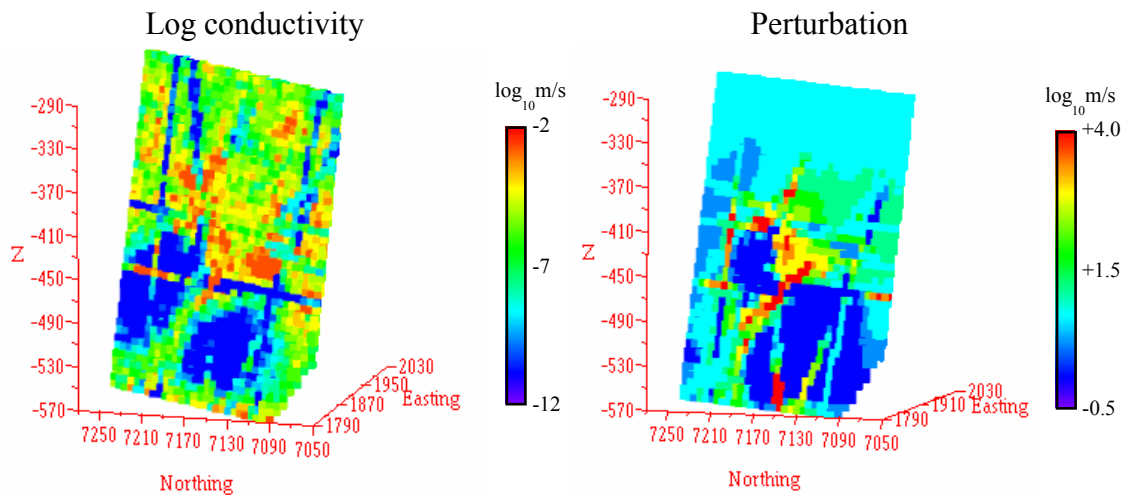 Log conductivity
-290
-330
-370
-410
Z
-450
-490
-530
-570
7250 7210 7170 7130 7090 7050
Northing
1790
1870
1950
2030
Easting
log10m/s
-2
-7
-12
Perturbation
-290
-330
-370
-410
Z
-450
-490
-530
-570
7250 7210 7170 7130 7090 7050
Northing
1790
1910
2030
Easting
log10m/s
+4.0
+1.5
-0.5